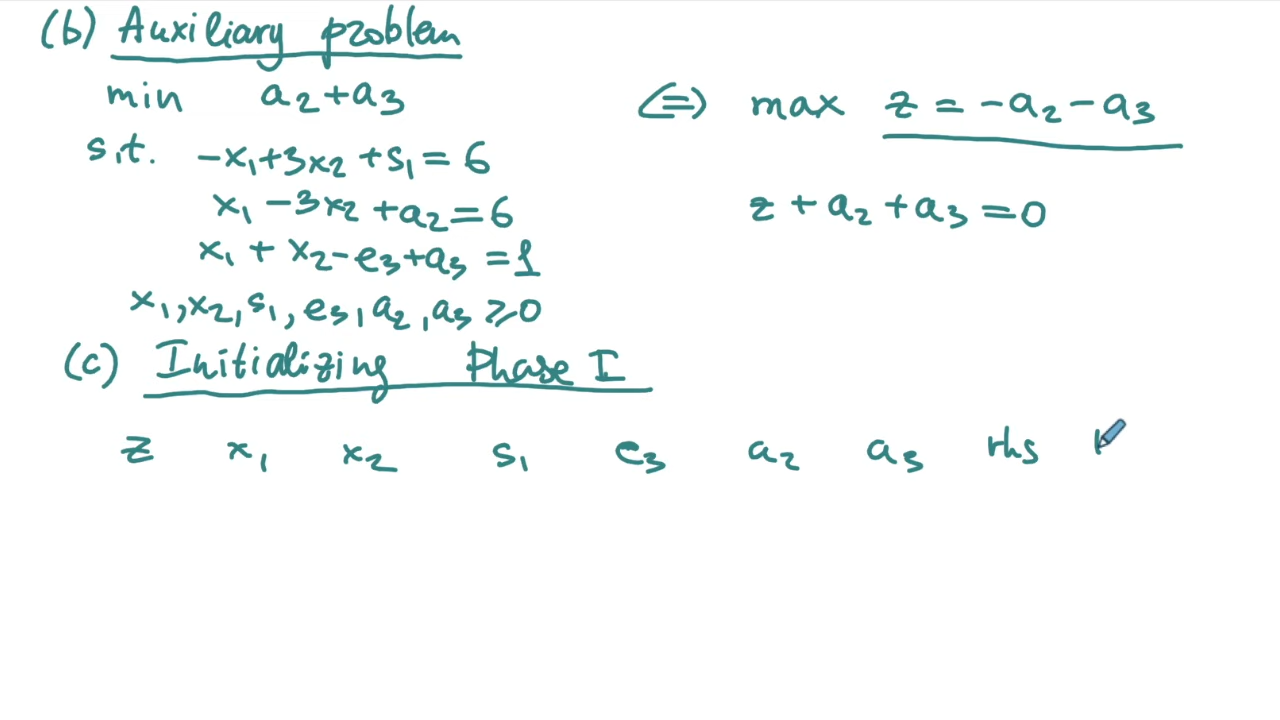 (b) Auxiliary problem
min a₂+a₃
⇔ max z = -a₂-a₃
s.t. -x₁+3x₂+s₁=6
x₁-3x₂+a₂=6
z+a₂+a₃=0
x₁+x₂-e₃+a₃=1
x₁,x₂,s₁,e₃,a₂,a₃≥0
(c) Initializing Phase I
z x₁ x₂ s₁ e₃ a₂ a₃ rhs